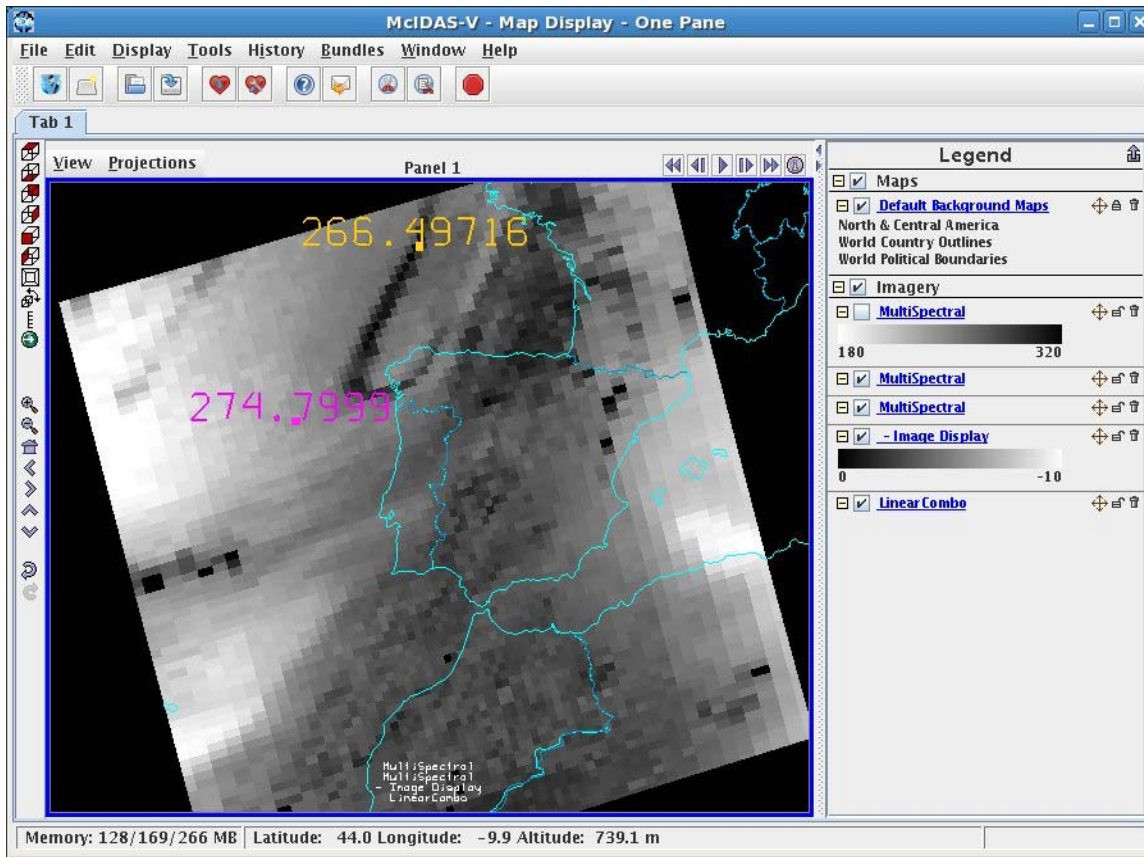 McIDAS-V - Map Display - One Pane
File Edit Display Tools History Bundles Window Help
Tab 1
View Projections
Panel 1
266.49716
274.7999
MultiSpectral
MultiSpectral
- Image Display
LinearCombo
Legend
Maps
Default Background Maps
North & Central America
World Country Outlines
World Political Boundaries
Imagery
MultiSpectral
180 320
MultiSpectral
MultiSpectral
- Image Display
0 -10
LinearCombo
Memory: 128/169/266 MB Latitude: 44.0 Longitude: -9.9 Altitude: 739.1 m